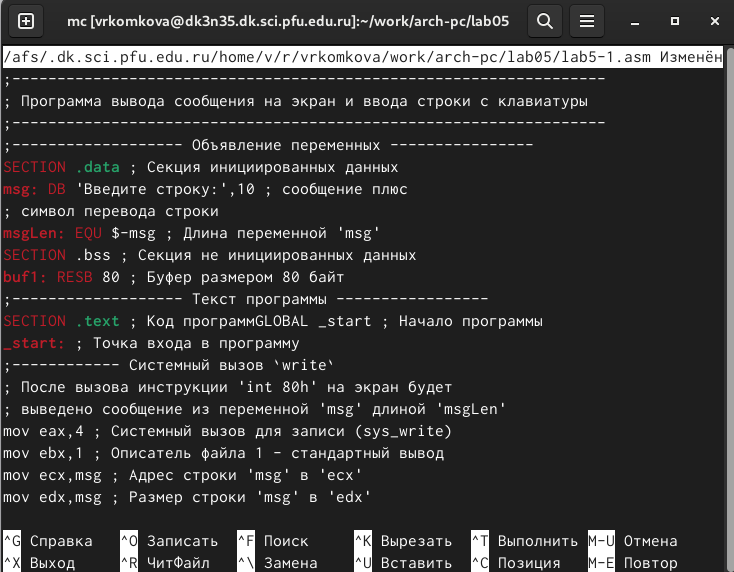 mc [vrkomkova@dk3n35.dk.sci.pfu.edu.ru]:~/work/arch-pc/lab05
/afs/.dk.sci.pfu.edu.ru/home/v/r/vrkomkova/work/arch-pc/lab05/lab5-1.asm Изменён
;------------------------------------------------------------------
; Программа вывода сообщения на экран и ввода строки с клавиатуры
;------------------------------------------------------------------
;------------------- Объявление переменных ----------------
SECTION .data ; Секция инициированных данных
msg: DB 'Введите строку:',10 ; сообщение плюс
; символ перевода строки
msgLen: EQU $-msg ; Длина переменной 'msg'
SECTION .bss ; Секция не инициированных данных
buf1: RESB 80 ; Буфер размером 80 байт
;------------------- Текст программы -----------------
SECTION .text ; Код программGLOBAL _start ; Начало программы
_start: ; Точка входа в программу
;------------ Системный вызов `write`
; После вызова инструкции 'int 80h' на экран будет
; выведено сообщение из переменной 'msg' длиной 'msgLen'
mov eax,4 ; Системный вызов для записи (sys_write)
mov ebx,1 ; Описатель файла 1 - стандартный вывод
mov ecx,msg ; Адрес строки 'msg' в 'ecx'
mov edx,msg ; Размер строки 'msg' в 'edx'
^G Справка ^O Записать ^F Поиск ^K Вырезать ^T Выполнить M-U Отмена
^X Выход ^R ЧитФайл ^\ Замена ^U Вставить ^C Позиция M-E Повтор